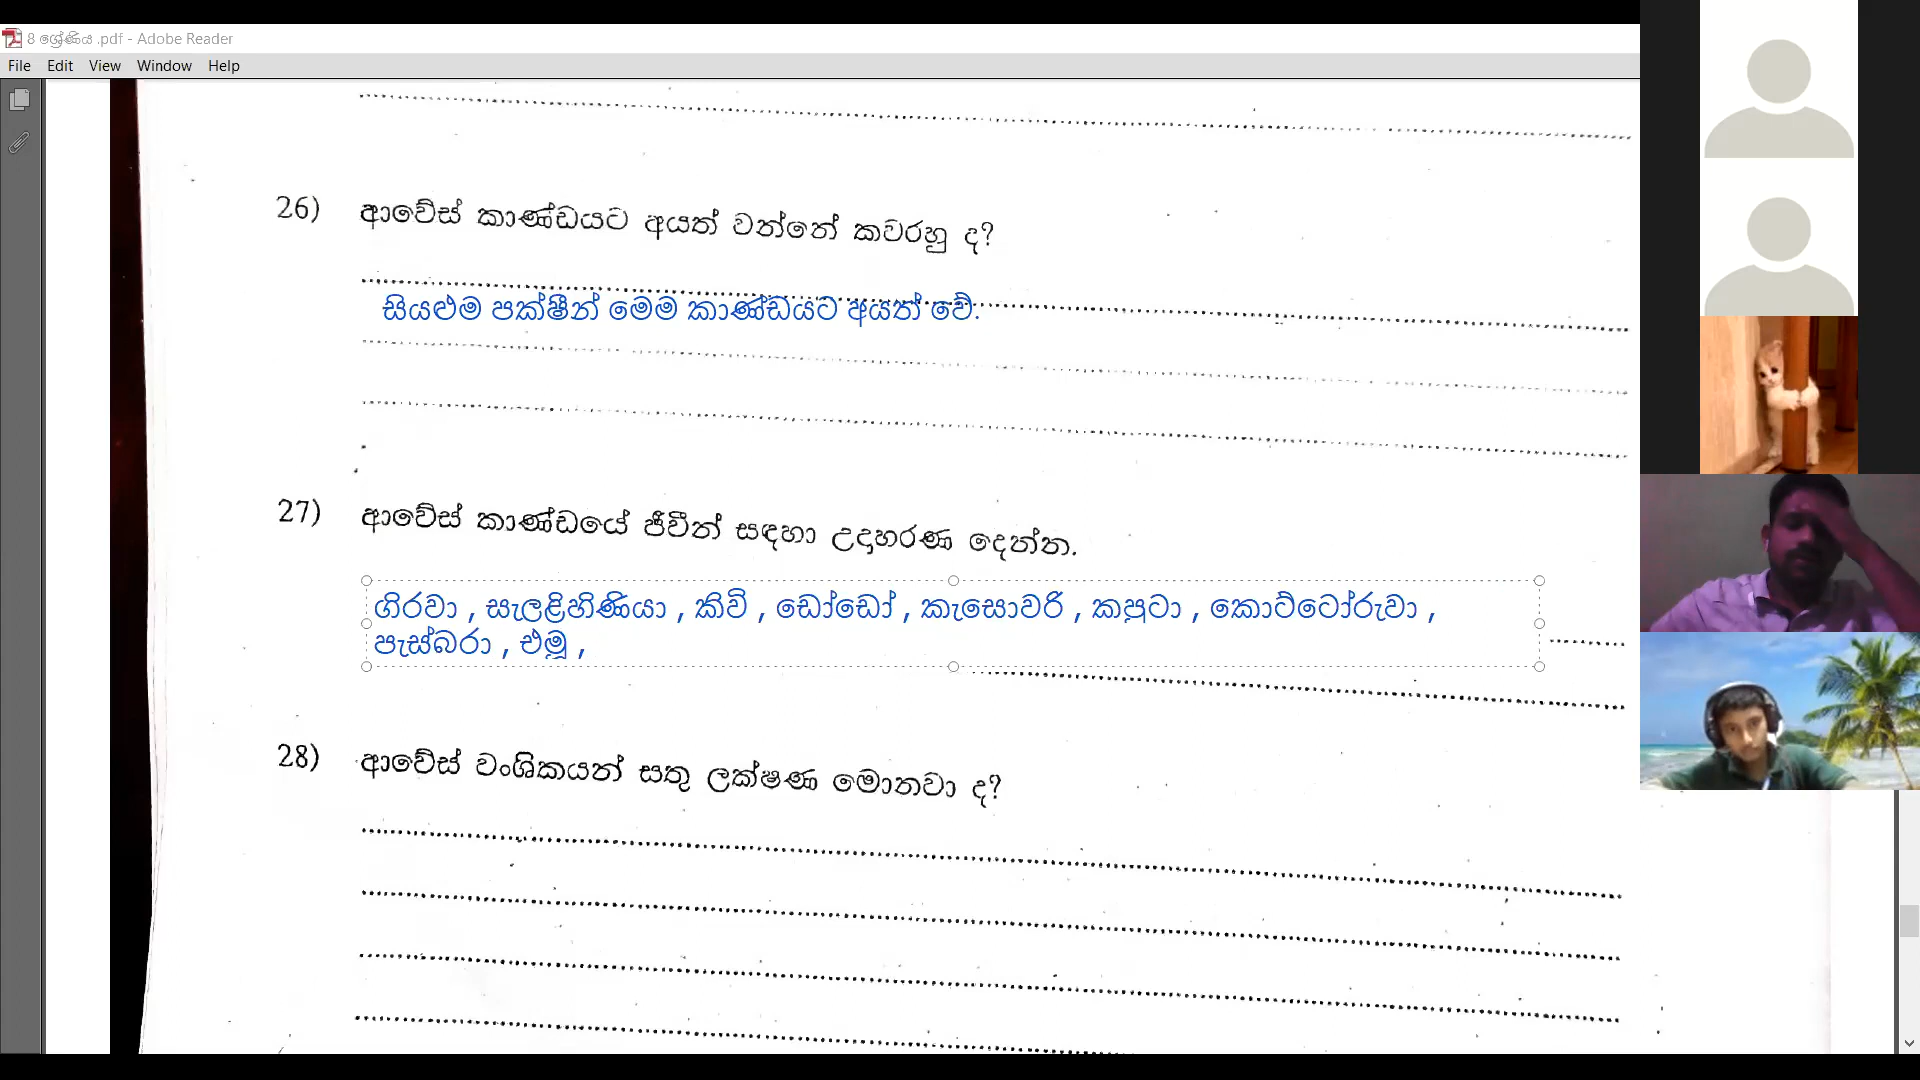 8 ශ්‍රේණිය .pdf - Adobe Reader
File Edit View Window Help
26) ආවේස් කාණ්ඩයට අයත් වන්නේ කවරහු ද?
සියළුම පක්ෂීන් මෙම කාණ්ඩයට අයත් වේ.
27) ආවේස් කාණ්ඩයේ ජීවීන් සඳහා උදාහරණ දෙන්න.
ගිරවා , සැලළිහිණියා , කිවි , ඩෝඩෝ , කැසොවරි , කපුටා , කොට්ටෝරුවා ,
පැස්බරා , එමූ ,
28) ආවේස් වංශිකයන් සතු ලක්ෂණ මොනවා ද?